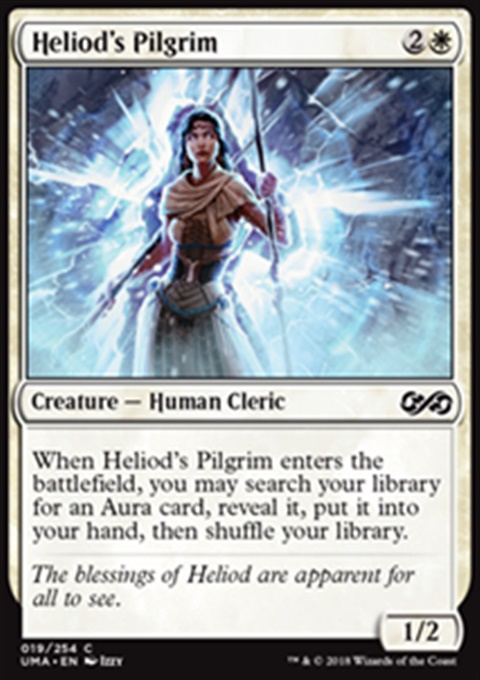 Heliod's Pilgrim 2
Creature — Human Cleric
When Heliod's Pilgrim enters the
battlefield, you may search your library
for an Aura card, reveal it, put it into
your hand, then shuffle your library.
The blessings of Heliod are apparent for
all to see.
1/2
019/254 C
UMA • EN Izzy
™ & © 2018 Wizards of the Coast